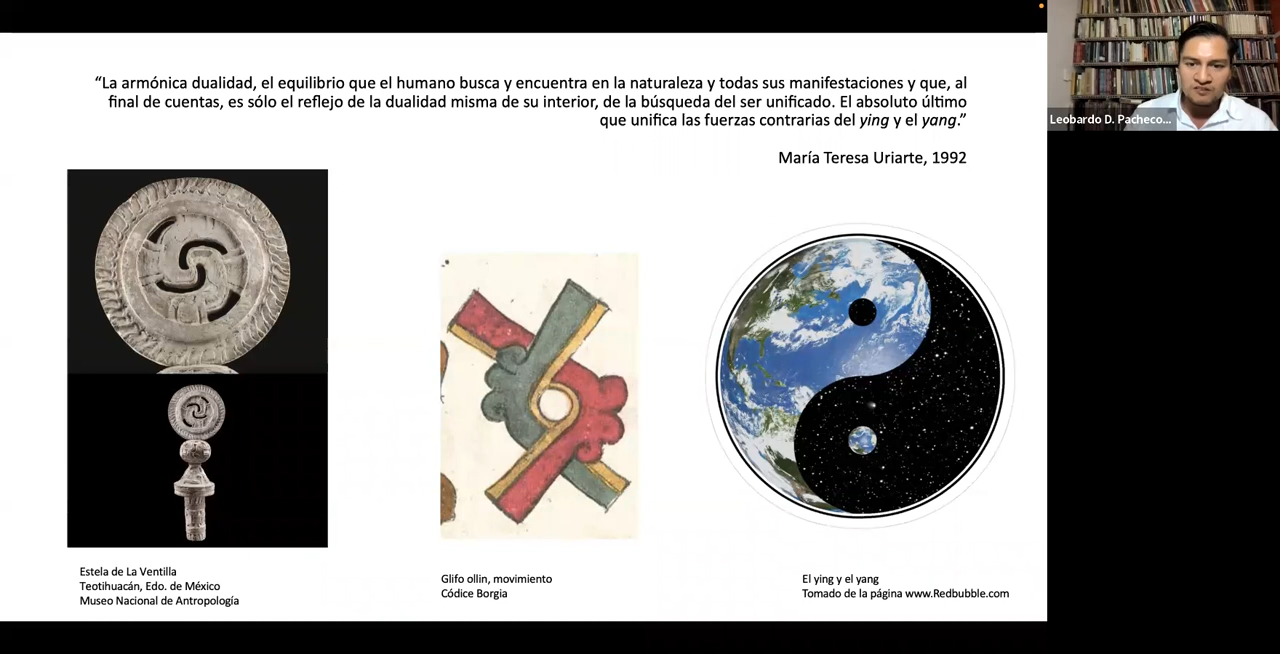 “La armónica dualidad, el equilibrio que el humano busca y encuentra en la naturaleza y todas sus manifestaciones y que, al
final de cuentas, es sólo el reflejo de la dualidad misma de su interior, de la búsqueda del ser unificado. El absoluto último
que unifica las fuerzas contrarias del ying y el yang.”
María Teresa Uriarte, 1992
Leobardo D. Pacheco...
Estela de La Ventilla
Teotihuacán, Edo. de México
Museo Nacional de Antropología
Glifo ollin, movimiento
Códice Borgia
El ying y el yang
Tomado de la página www.Redbubble.com